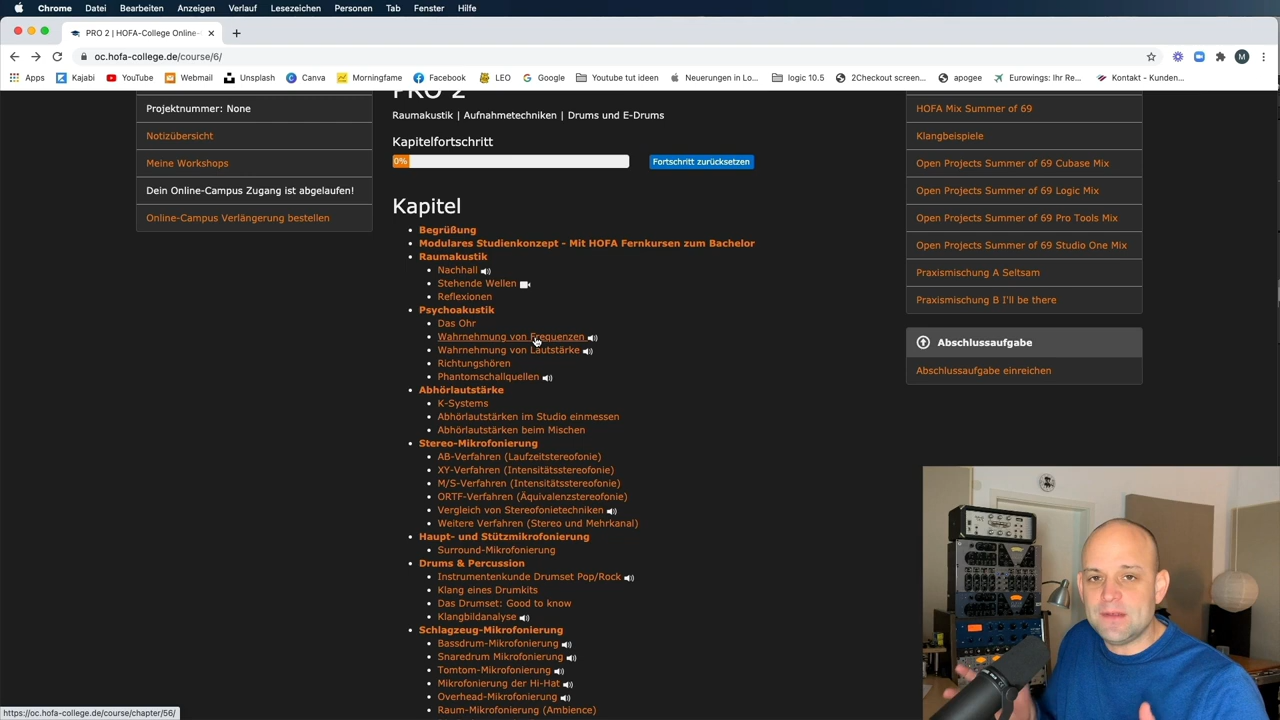 Chrome Datei Bearbeiten Anzeigen Verlauf Lesezeichen Personen Tab Fenster Hilfe
PRO 2 | HOFA-College Online-
oc.hofa-college.de/course/6/
M
Apps Kajabi YouTube Webmail Unsplash Canva Morningfame Facebook LEO Google Youtube tut ideen Neuerungen in Lo... logic 10.5 2Checkout screen... apogee Eurowings: Ihr Re... Kontakt - Kunden...
Projektnummer: None
Notizübersicht
Meine Workshops
Dein Online-Campus Zugang ist abgelaufen!
Online-Campus Verlängerung bestellen
PRO 2
Raumakustik | Aufnahmetechniken | Drums und E-Drums
Kapitelfortschritt
0%
Fortschritt zurücksetzen
Kapitel
Begrüßung
Modulares Studienkonzept - Mit HOFA Fernkursen zum Bachelor
Raumakustik
Nachhall
Stehende Wellen
Reflexionen
Psychoakustik
Das Ohr
Wahrnehmung von Frequenzen
Wahrnehmung von Lautstärke
Richtungshören
Phantomschallquellen
Abhörlautstärke
K-Systems
Abhörlautstärken im Studio einmessen
Abhörlautstärken beim Mischen
Stereo-Mikrofonierung
AB-Verfahren (Laufzeitstereofonie)
XY-Verfahren (Intensitätsstereofonie)
M/S-Verfahren (Intensitätsstereofonie)
ORTF-Verfahren (Äquivalenzstereofonie)
Vergleich von Stereofonietechniken
Weitere Verfahren (Stereo und Mehrkanal)
Haupt- und Stützmikrofonierung
Surround-Mikrofonierung
Drums & Percussion
Instrumentenkunde Drumset Pop/Rock
Klang eines Drumkits
Das Drumset: Good to know
Klangbildanalyse
Schlagzeug-Mikrofonierung
Bassdrum-Mikrofonierung
Snaredrum Mikrofonierung
Tomtom-Mikrofonierung
Mikrofonierung der Hi-Hat
Overhead-Mikrofonierung
Raum-Mikrofonierung (Ambience)
HOFA Mix Summer of 69
Klangbeispiele
Open Projects Summer of 69 Cubase Mix
Open Projects Summer of 69 Logic Mix
Open Projects Summer of 69 Pro Tools Mix
Open Projects Summer of 69 Studio One Mix
Praxismischung A Seltsam
Praxismischung B I'll be there
Abschlussaufgabe
Abschlussaufgabe einreichen
https://oc.hofa-college.de/course/chapter/56/